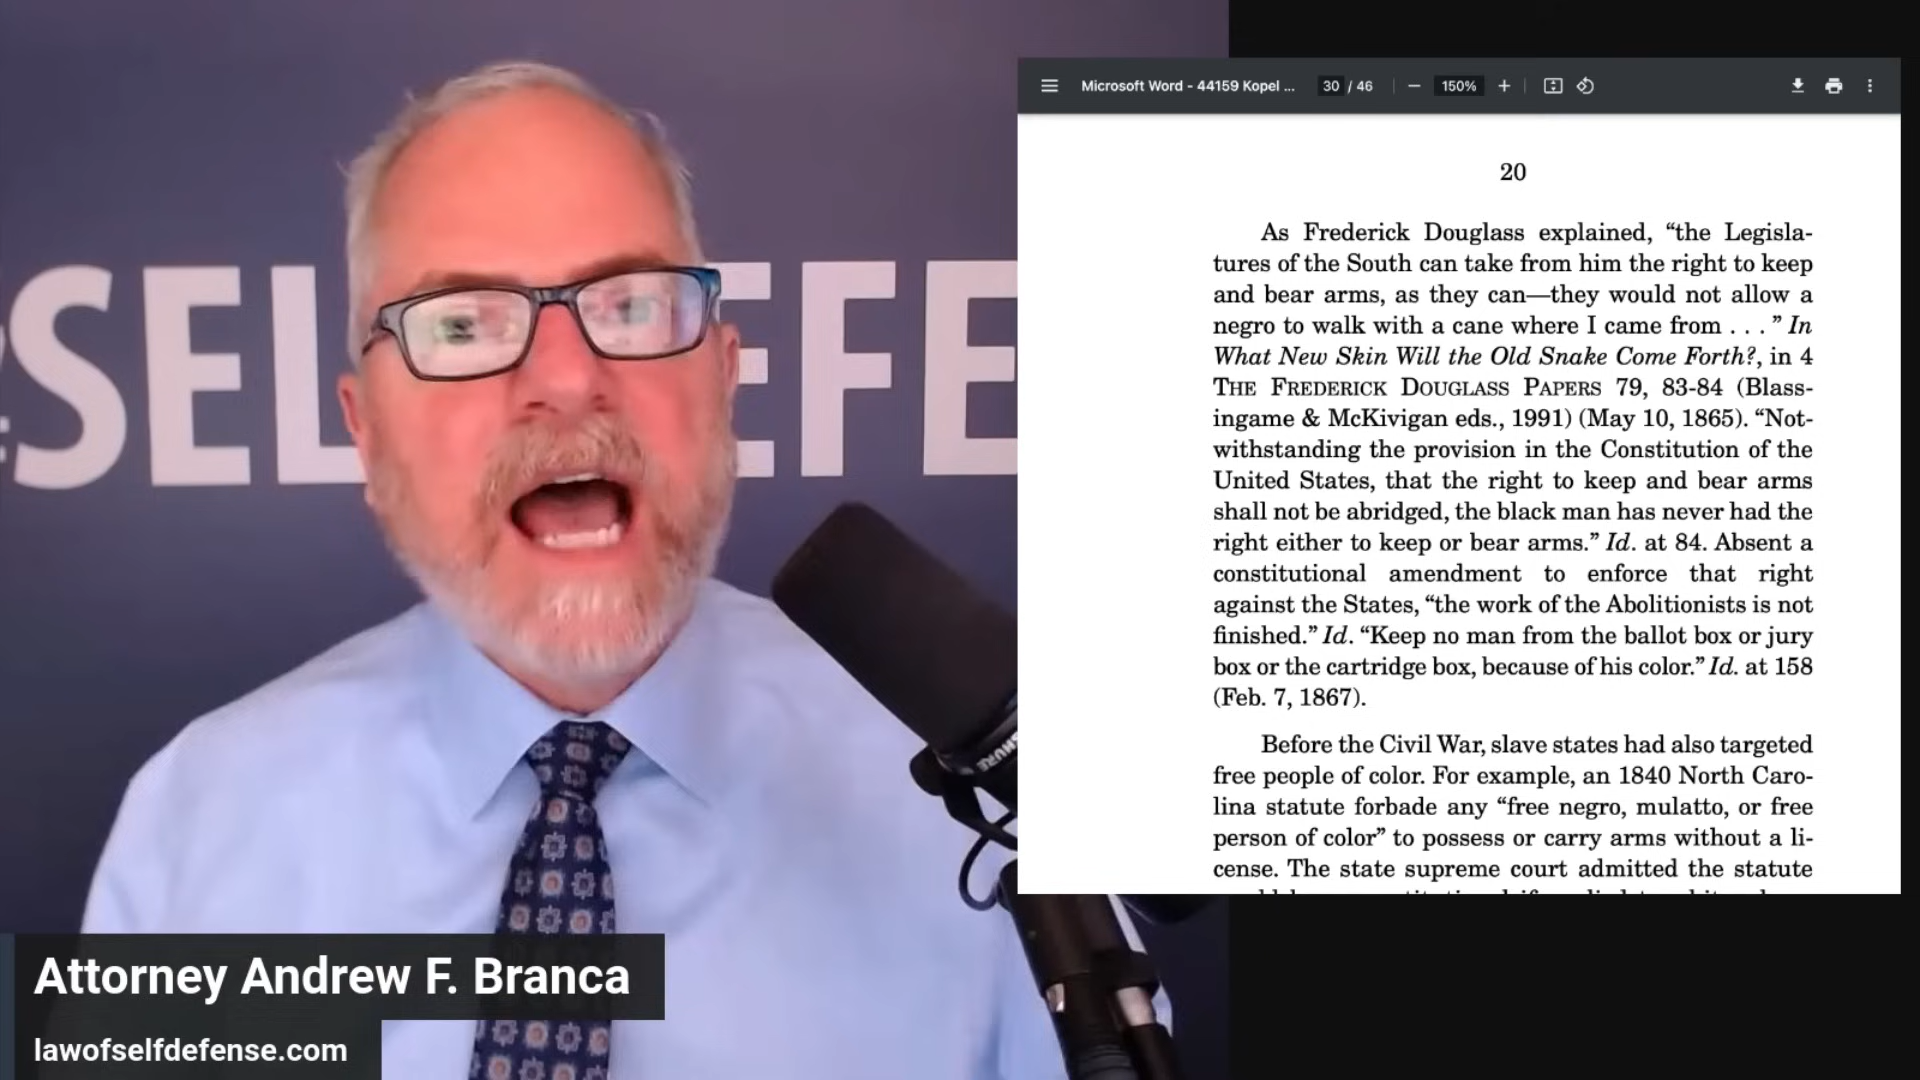 #SELF DEFE
Microsoft Word - 44159 Kopel ... 30 / 46 150%
20
As Frederick Douglass explained, “the Legisla-
tures of the South can take from him the right to keep
and bear arms, as they can—they would not allow a
negro to walk with a cane where I came from . . . ” In
What New Skin Will the Old Snake Come Forth?, in 4
THE FREDERICK DOUGLASS PAPERS 79, 83-84 (Blass-
ingame & McKivigan eds., 1991) (May 10, 1865). “Not-
withstanding the provision in the Constitution of the
United States, that the right to keep and bear arms
shall not be abridged, the black man has never had the
right either to keep or bear arms.” Id. at 84. Absent a
constitutional amendment to enforce that right
against the States, “the work of the Abolitionists is not
finished.” Id. “Keep no man from the ballot box or jury
box or the cartridge box, because of his color.” Id. at 158
(Feb. 7, 1867).
Before the Civil War, slave states had also targeted
free people of color. For example, an 1840 North Caro-
lina statute forbade any “free negro, mulatto, or free
person of color” to possess or carry arms without a li-
cense. The state supreme court admitted the statute
SHURE
Attorney Andrew F. Branca
lawofselfdefense.com